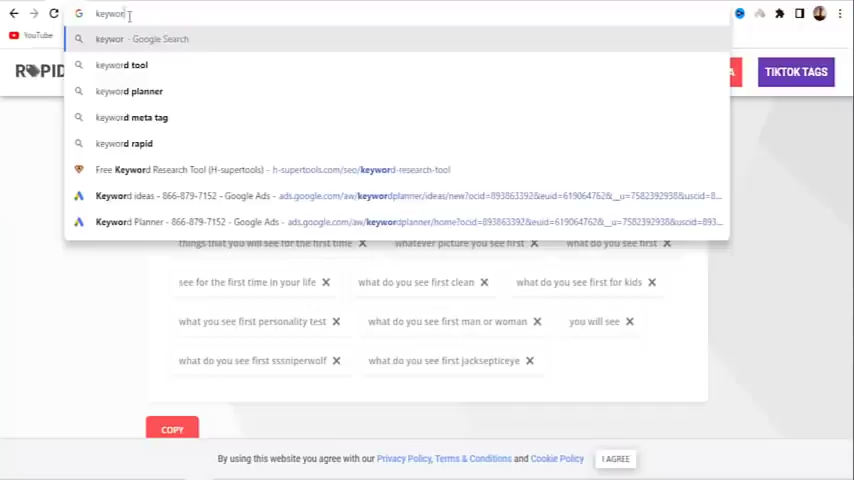 keywor
YouTube
keywor - Google Search
keyword tool
keyword planner
keyword meta tag
keyword rapid
Free Keyword Research Tool (H-supertools) - h-supertools.com/seo/keyword-research-tool
Keyword ideas - 866-879-7152 - Google Ads - ads.google.com/aw/keywordplanner/ideas/new?ocid=893863392&euid=619064762&__u=7582392938&uscid=8...
Keyword Planner - 866-879-7152 - Google Ads - ads.google.com/aw/keywordplanner/home?ocid=893863392&euid=619064762&__u=7582392938&uscid=893...
RAPID
A
TIKTOK TAGS
things that you will see for the first time ✕ whatever picture you see first ✕ what do you see first ✕
see for the first time in your life ✕ what do you see first clean ✕ what do you see first for kids ✕
what you see first personality test ✕ what do you see first man or woman ✕ you will see ✕
what do you see first sssniperwolf ✕ what do you see first jacksepticeye ✕
COPY
By using this website you agree with our Privacy Policy, Terms & Conditions and Cookie Policy I AGREE